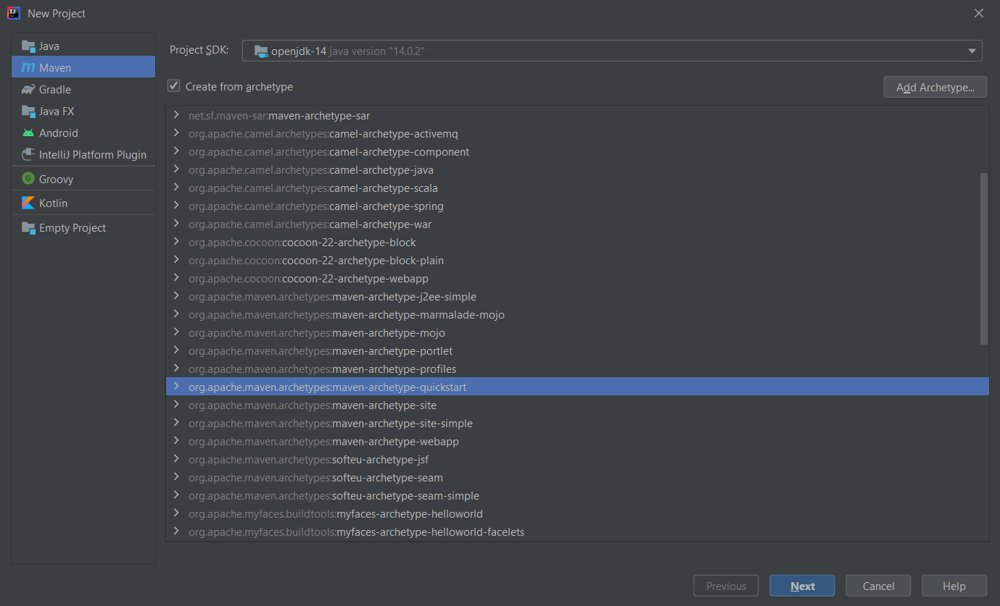 New Project
Java
Maven
Gradle
Java FX
Android
IntelliJ Platform Plugin
Groovy
Kotlin
Empty Project
Project SDK: openjdk-14 java version "14.0.2"
Create from archetype
Add Archetype...
net.sf.maven-sar:maven-archetype-sar
org.apache.camel.archetypes:camel-archetype-activemq
org.apache.camel.archetypes:camel-archetype-component
org.apache.camel.archetypes:camel-archetype-java
org.apache.camel.archetypes:camel-archetype-scala
org.apache.camel.archetypes:camel-archetype-spring
org.apache.camel.archetypes:camel-archetype-war
org.apache.cocoon:cocoon-22-archetype-block
org.apache.cocoon:cocoon-22-archetype-block-plain
org.apache.cocoon:cocoon-22-archetype-webapp
org.apache.maven.archetypes:maven-archetype-j2ee-simple
org.apache.maven.archetypes:maven-archetype-marmalade-mojo
org.apache.maven.archetypes:maven-archetype-mojo
org.apache.maven.archetypes:maven-archetype-portlet
org.apache.maven.archetypes:maven-archetype-profiles
org.apache.maven.archetypes:maven-archetype-quickstart
org.apache.maven.archetypes:maven-archetype-site
org.apache.maven.archetypes:maven-archetype-site-simple
org.apache.maven.archetypes:maven-archetype-webapp
org.apache.maven.archetypes:softeu-archetype-jsf
org.apache.maven.archetypes:softeu-archetype-seam
org.apache.maven.archetypes:softeu-archetype-seam-simple
org.apache.myfaces.buildtools:myfaces-archetype-helloworld
org.apache.myfaces.buildtools:myfaces-archetype-helloworld-facelets
Previous Next Cancel Help